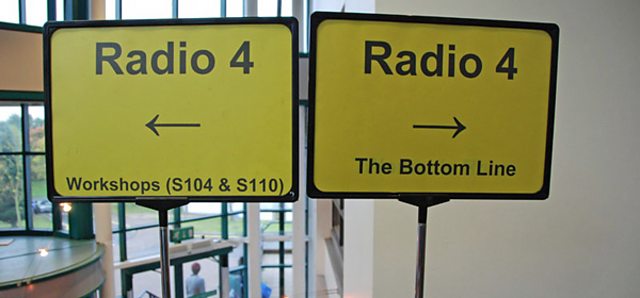 Radio 4
←
Workshops (S104 & S110)
Radio 4
→
The Bottom Line